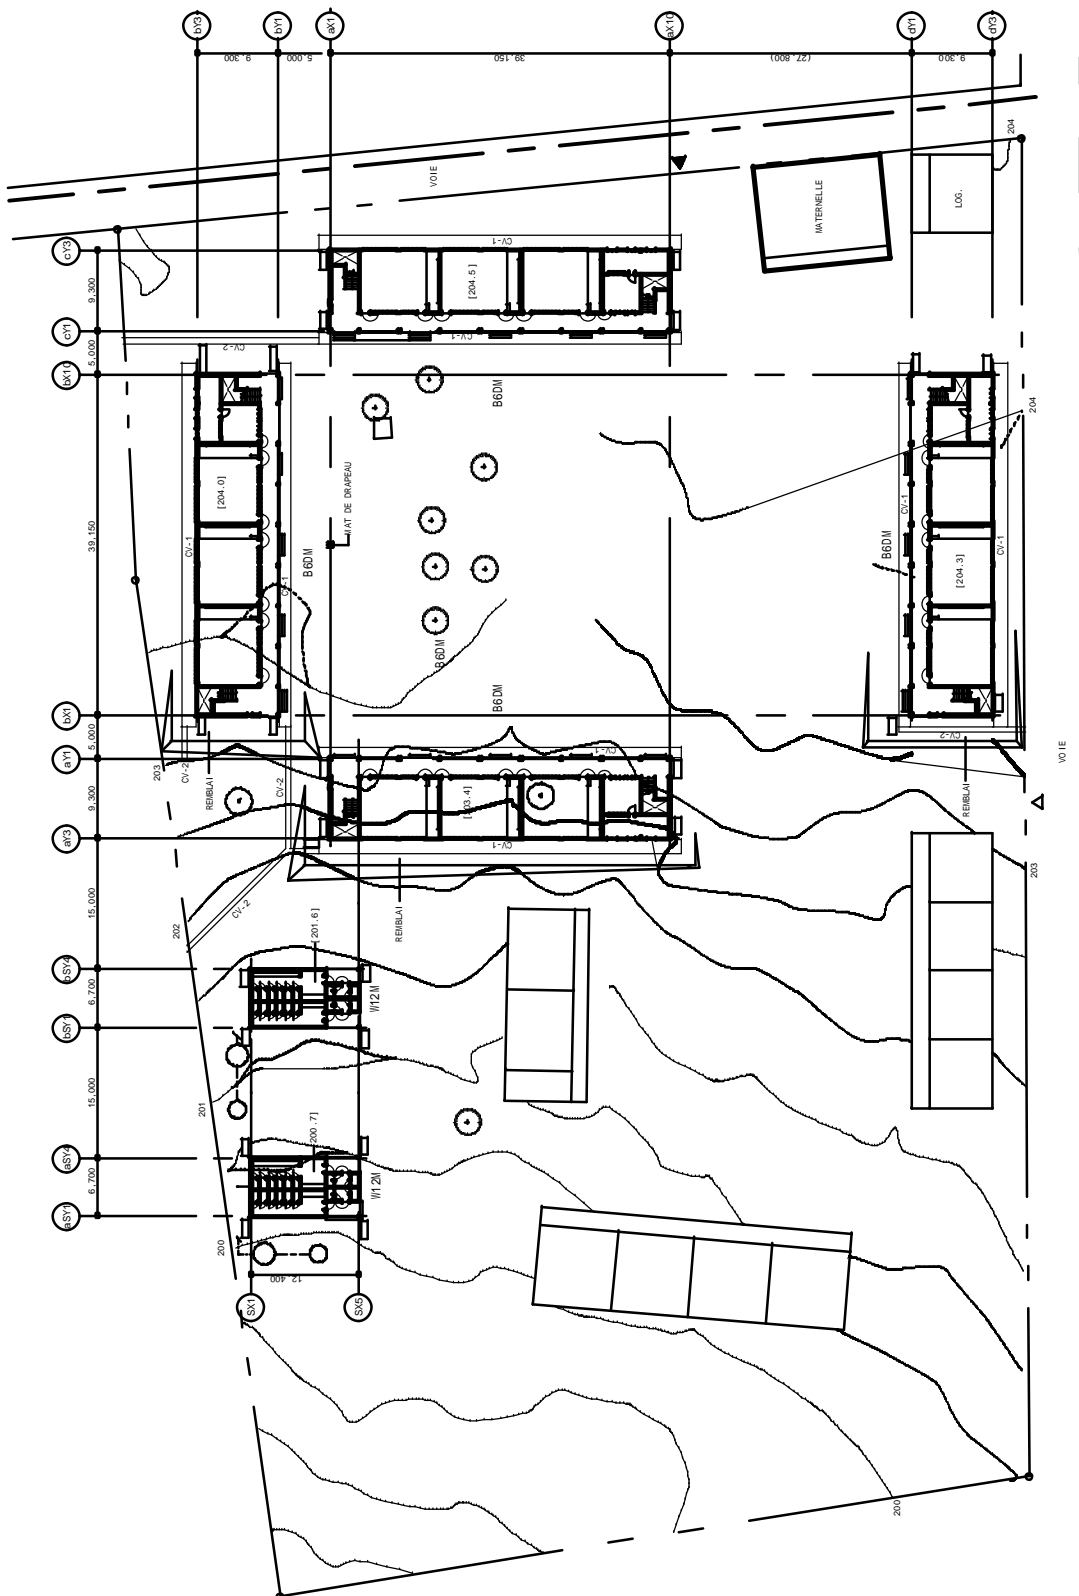 bY3
bY1
aX1
aX10
dY1
dY3
9.300
5.000
39.150
(27.800)
9.300
VOIE
204
MATERNELLE
LOG.
cY3
9,300
cY1
5,000
bX10
39,150
bX1
5,000
aY1
9,300
aY3
15,000
bSY4
6,700
bSY1
15,000
aSY4
6,700
aSY1
CV-1
[204.5]
CV-1
CV-2
B6DM
[204.0]
CV-1
CV-1
B6DM
MAT DE DRAPEAU
204
CV-1
B6DM
[204.3]
CV-1
B6DM
B6DM
203
CV-2
REMBLAI
CV-2
CV-1
[203.4]
CV-1
REMBLAI
CV-2
REMBLAI
VOIE
203
202
CV-2
[201.6]
W12M
201
[200.7]
W12M
200
12.400
SX1
SX5
200